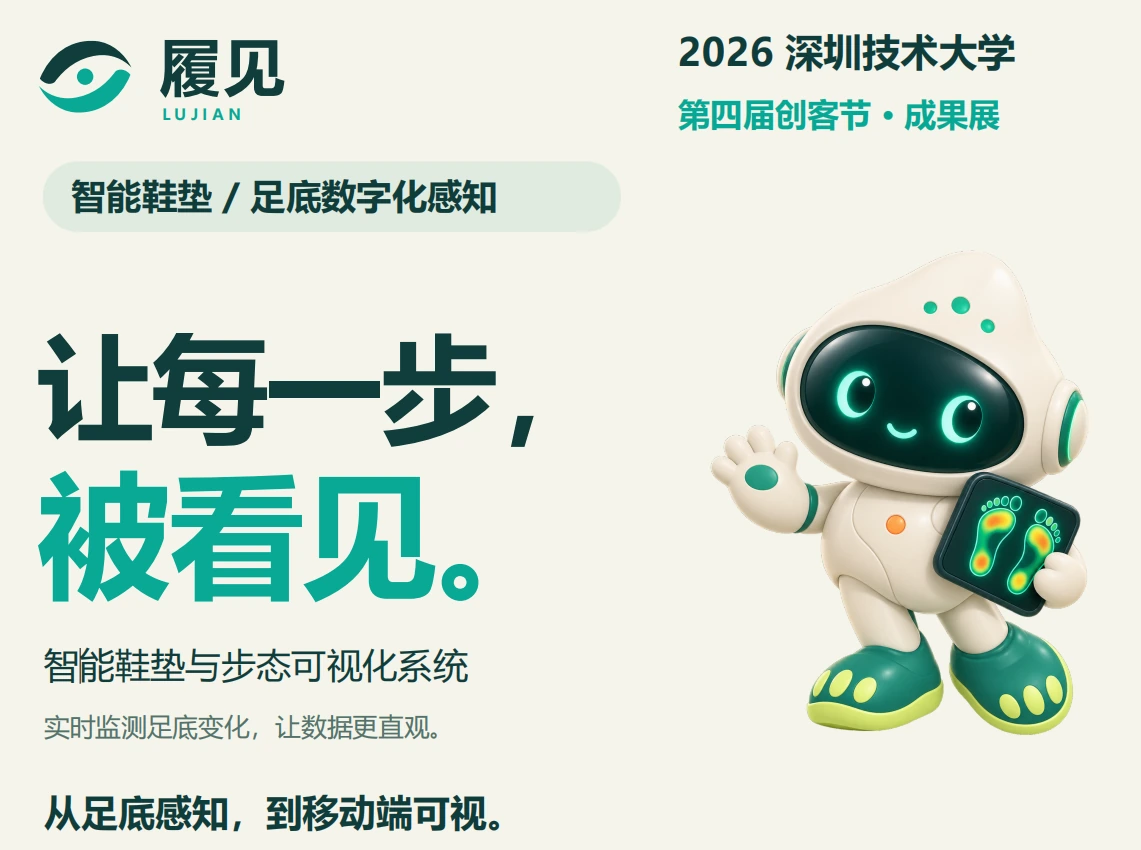 履见
LUJIAN
2026 深圳技术大学
第四届创客节·成果展
智能鞋垫 / 足底数字化感知
让每一步，
被看见。
智能鞋垫与步态可视化系统
实时监测足底变化，让数据更直观。
从足底感知，到移动端可视。